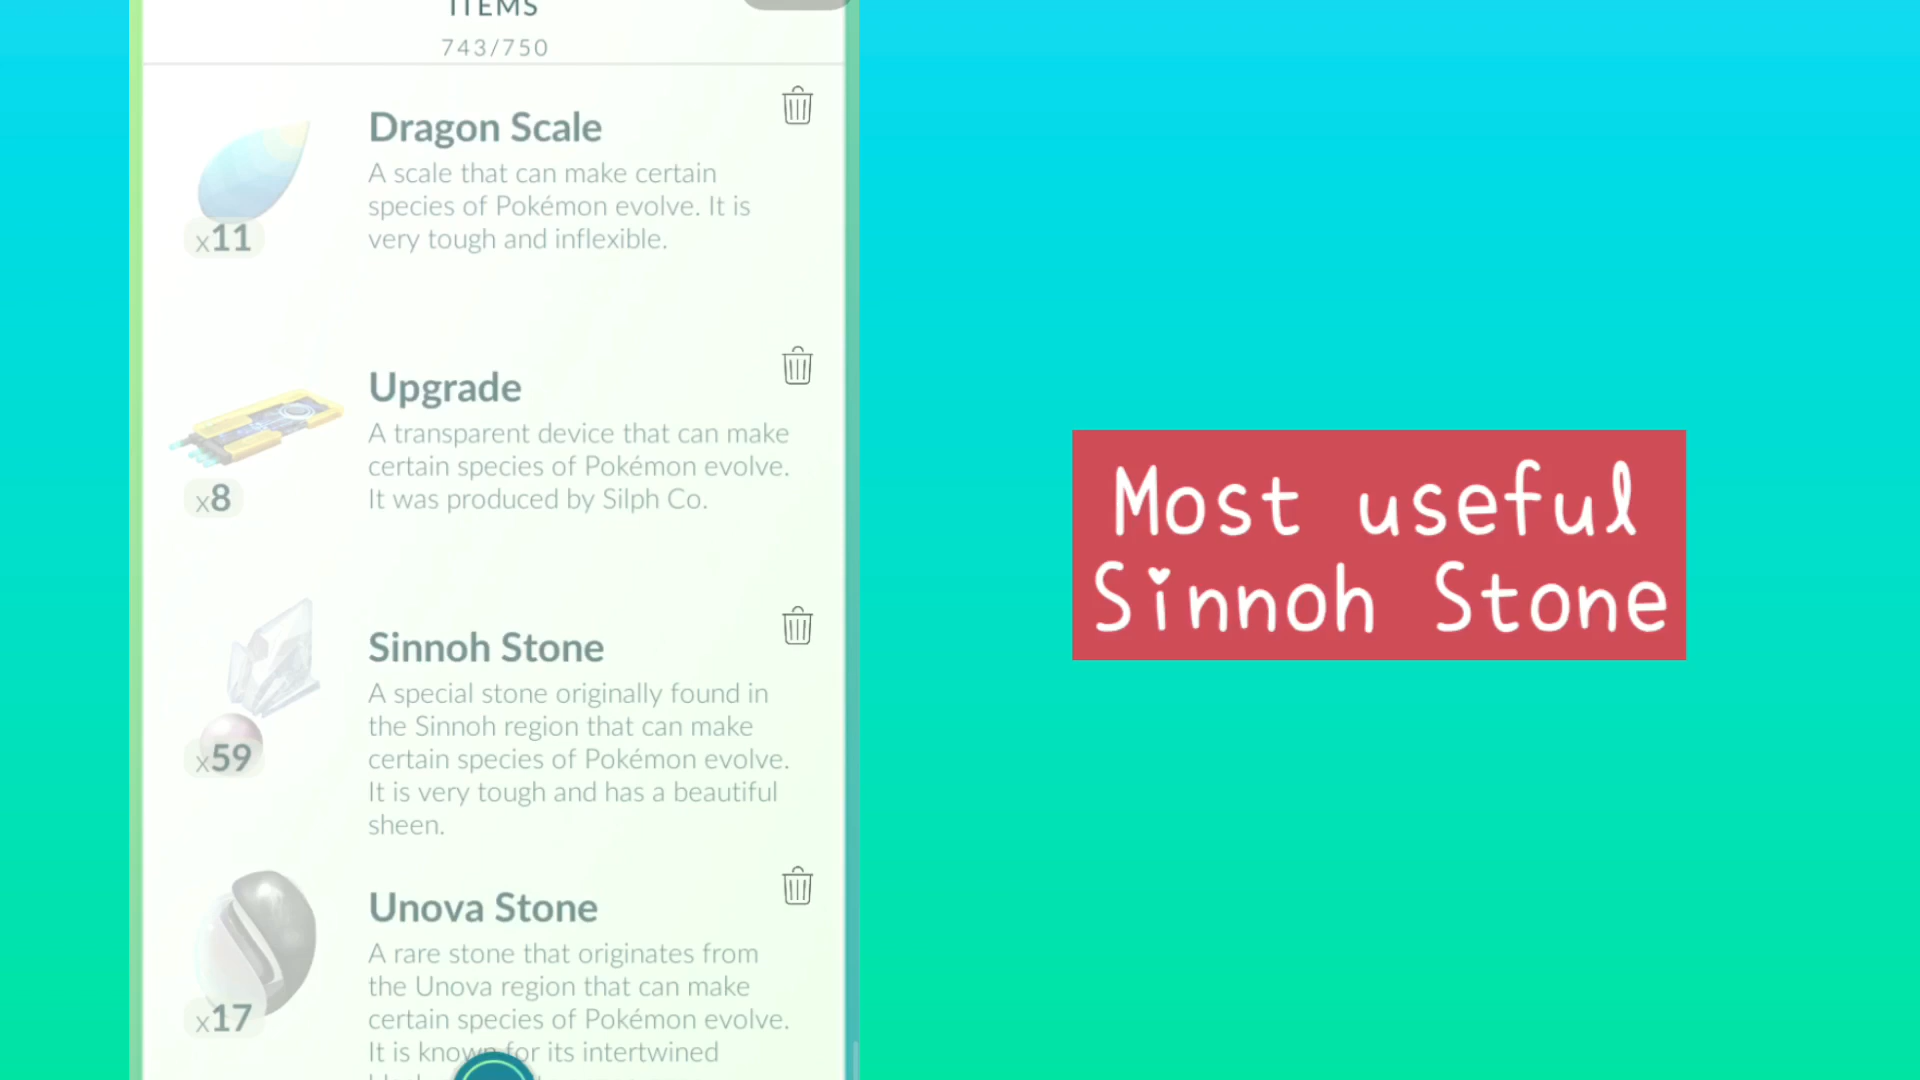 ITEMS
743/750
Dragon Scale
A scale that can make certain
species of Pokémon evolve. It is
very tough and inflexible.
x11
Upgrade
A transparent device that can make
certain species of Pokémon evolve.
It was produced by Silph Co.
x8
Sinnoh Stone
A special stone originally found in
the Sinnoh region that can make
certain species of Pokémon evolve.
It is very tough and has a beautiful
sheen.
x59
Unova Stone
A rare stone that originates from
the Unova region that can make
certain species of Pokémon evolve.
It is known for its intertwined
x17
Most useful
Sinnoh Stone